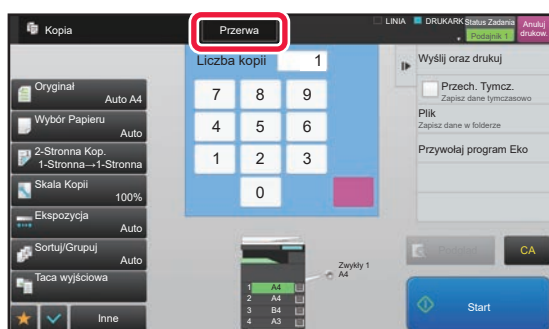 Kopia
Przerwa
LINIA
DRUKARK
Status Zadania
Podajnik 1
Anuluj
drukow.
Liczba kopii
1
7 8 9
4 5 6
1 2 3
0
Oryginał
Auto A4
Wybór Papieru
Auto
2-Stronna Kop.
1-Stronna→1-Stronna
Skala Kopii
100%
Ekspozycja
Auto
Sortuj/Grupuj
Auto
Taca wyjściowa
Inne
Zwykły 1
A4
1 A4
2 A4
3 B4
4 A3
Wyślij oraz drukuj
Przech. Tymcz.
Zapisz dane tymczasowo
Plik
Zapisz dane w folderze
Przywołaj program Eko
CA
Start